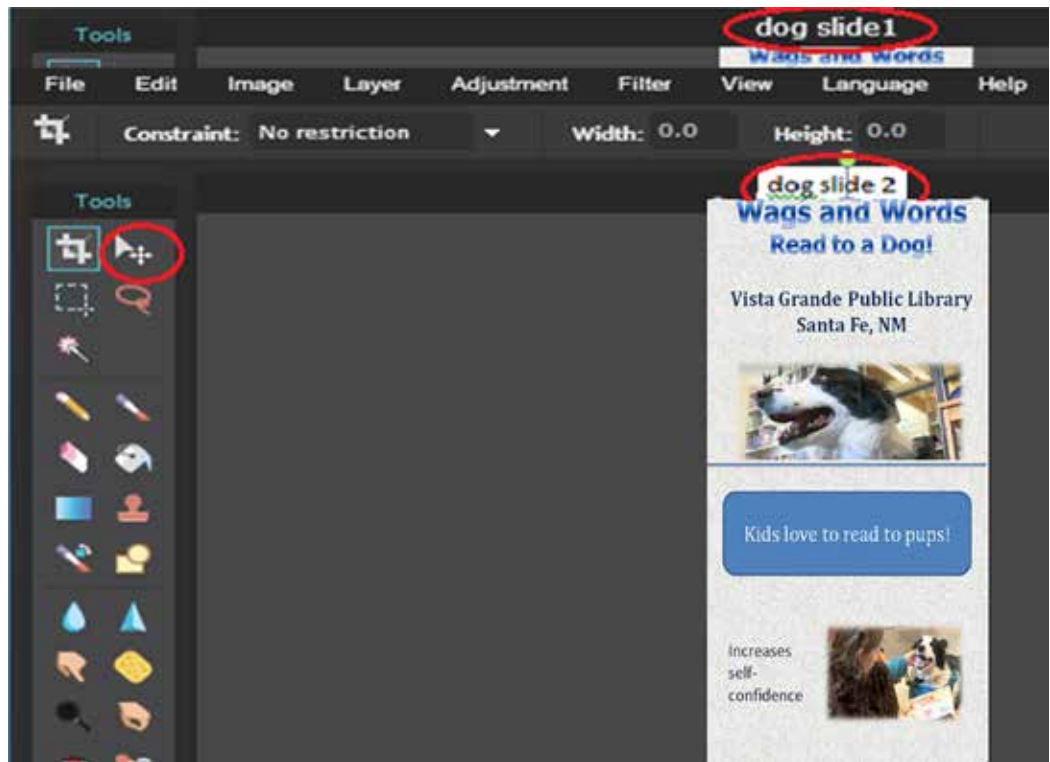 Tools
dog slide1
Wags and Words
File Edit Image Layer Adjustment Filter View Language Help
Constraint: No restriction Width: 0.0 Height: 0.0
Tools
dog slide 2
Wags and Words
Read to a Dog!
Vista Grande Public Library
Santa Fe, NM
Kids love to read to pups!
Increases
self-
confidence